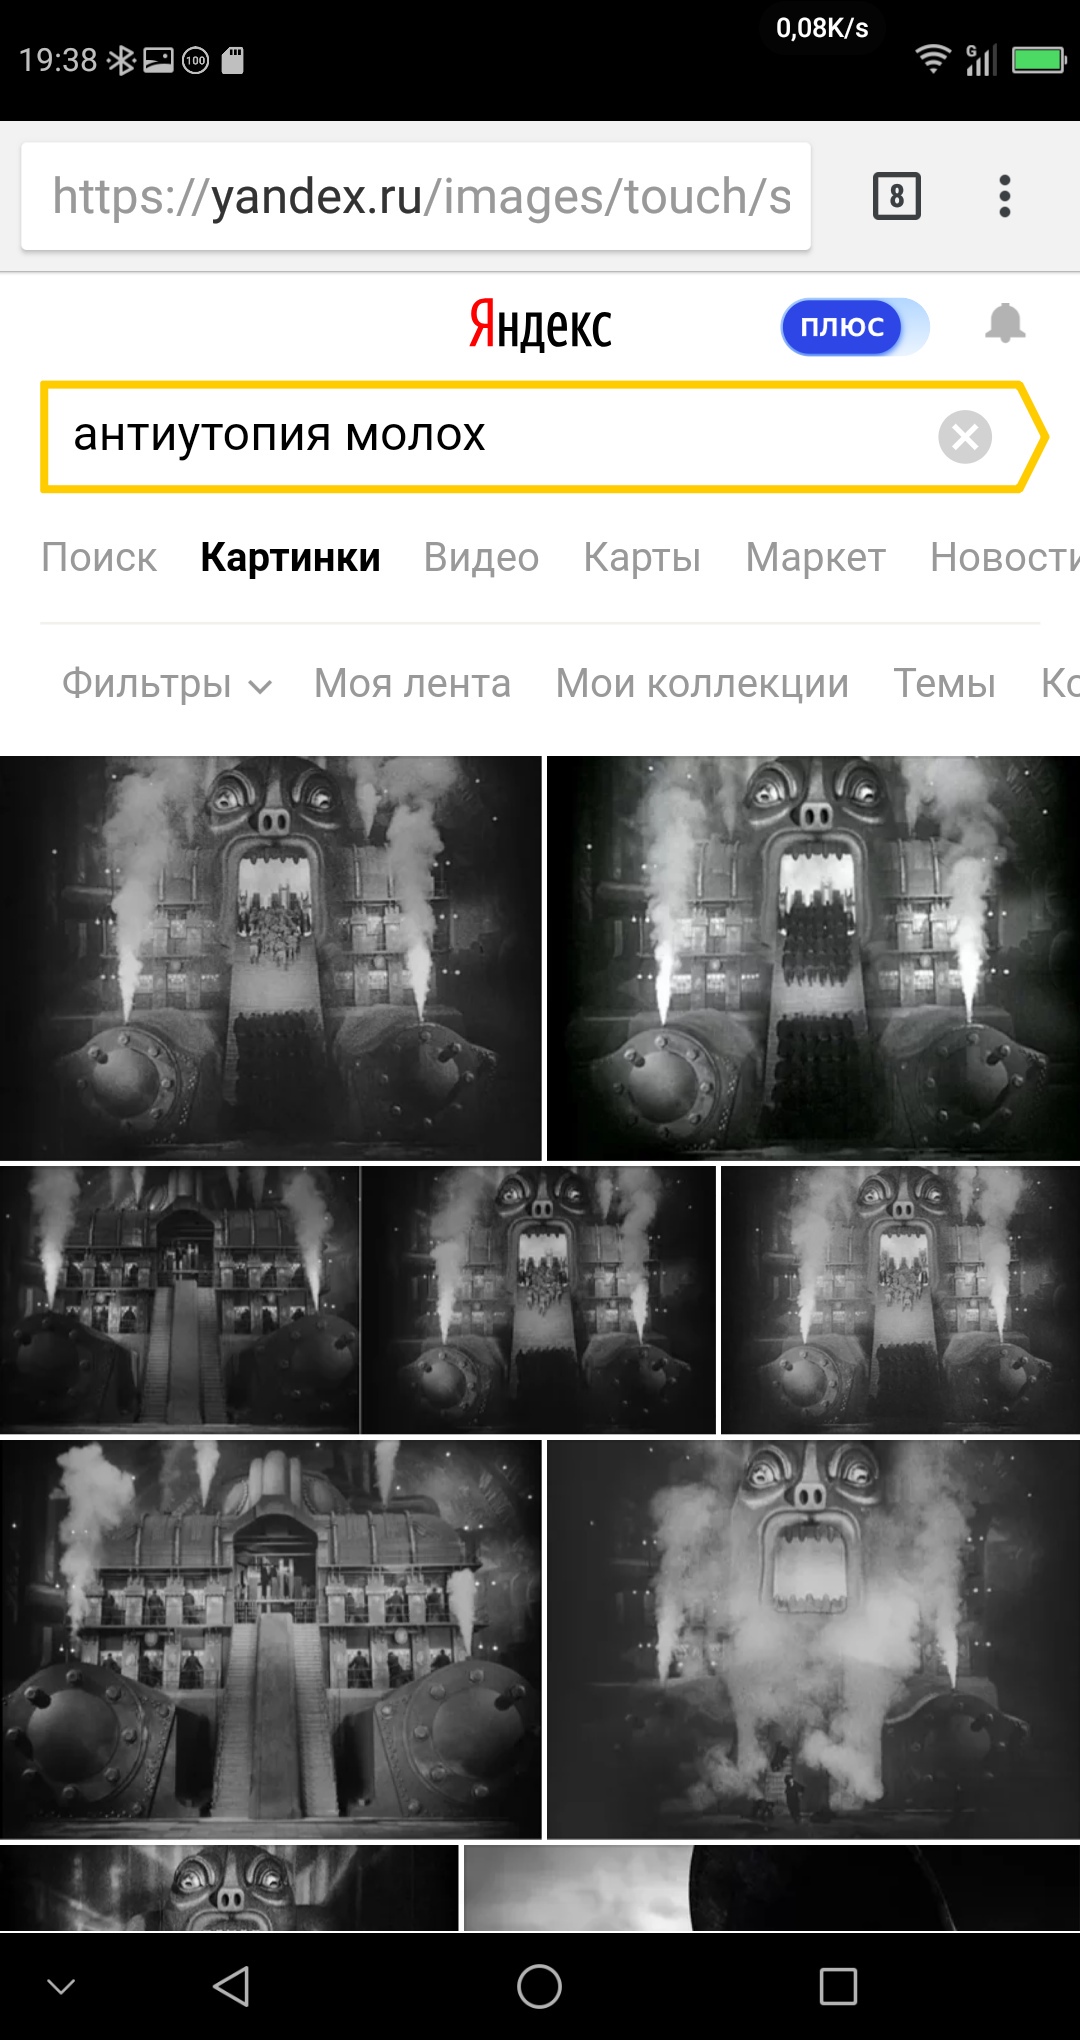 0,08K/s
19:38
100
G
https://yandex.ru/images/touch/s
8
Яндекс
ПЛЮС
антиутопия молох
Поиск Картинки Видео Карты Маркет Новости
Фильтры Моя лента Мои коллекции Темы Ко